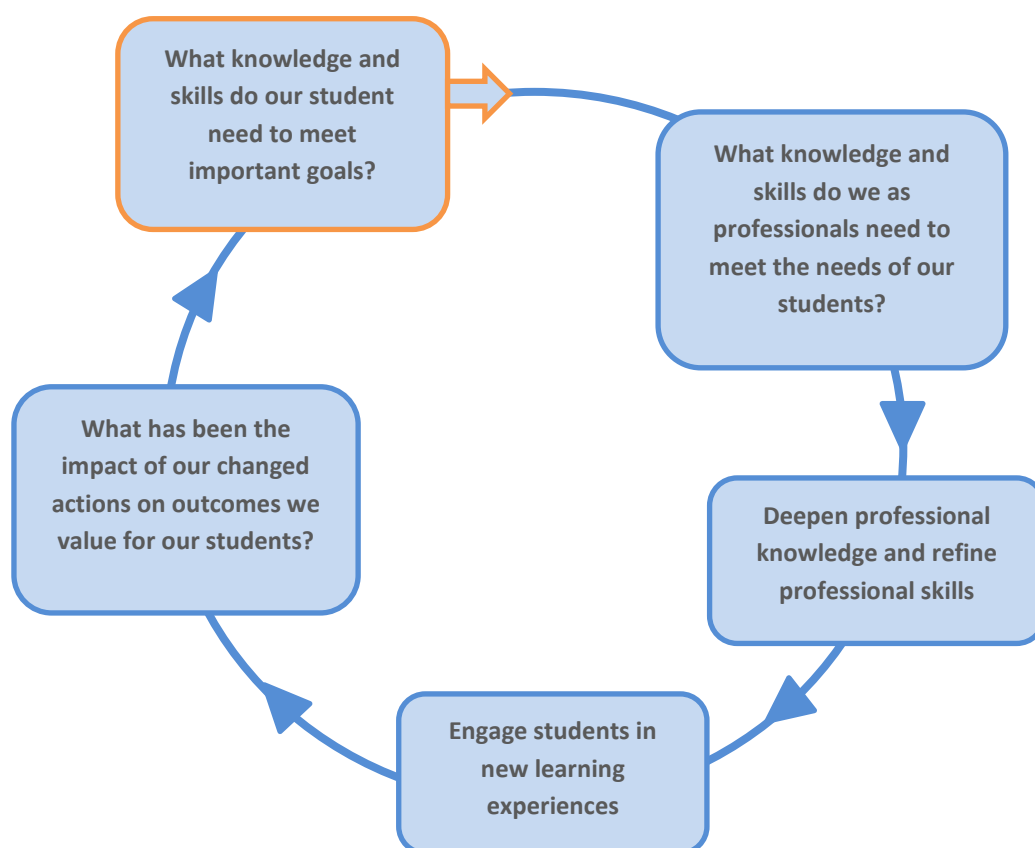 What knowledge and
skills do our student
need to meet
important goals?
What knowledge and
skills do we as
professionals need to
meet the needs of our
students?
Deepen professional
knowledge and refine
professional skills
Engage students in
new learning
experiences
What has been the
impact of our changed
actions on outcomes we
value for our students?